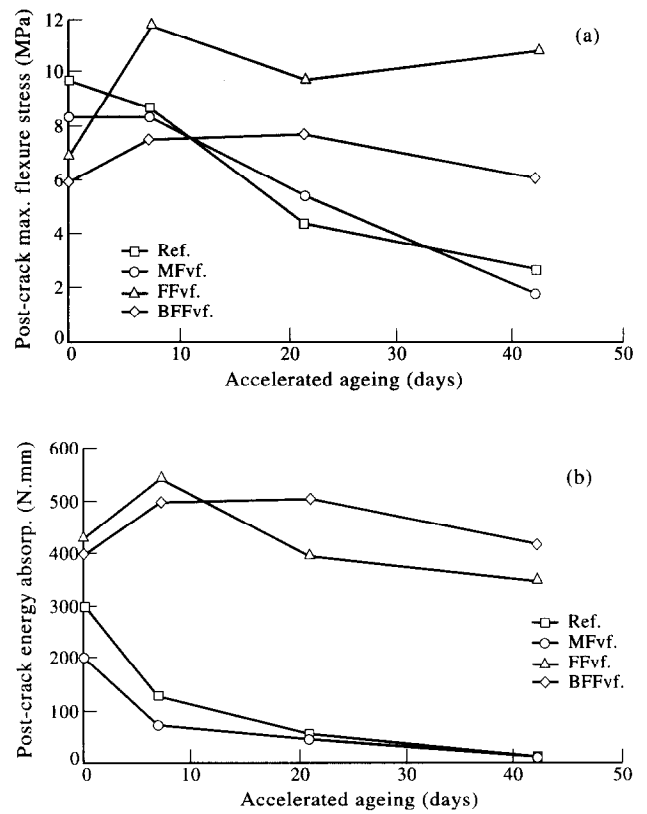 Post-crack max. flexure stress (MPa)
12
10
8
6
4
2
0
(a)
Ref.
MFvf.
FFvf.
BFFvf.
0 10 20 30 40 50
Accelerated ageing (days)
Post-crack energy absorp. (N.mm)
600
500
400
300
200
100
0
(b)
Ref.
MFvf.
FFvf.
BFFvf.
0 10 20 30 40 50
Accelerated ageing (days)